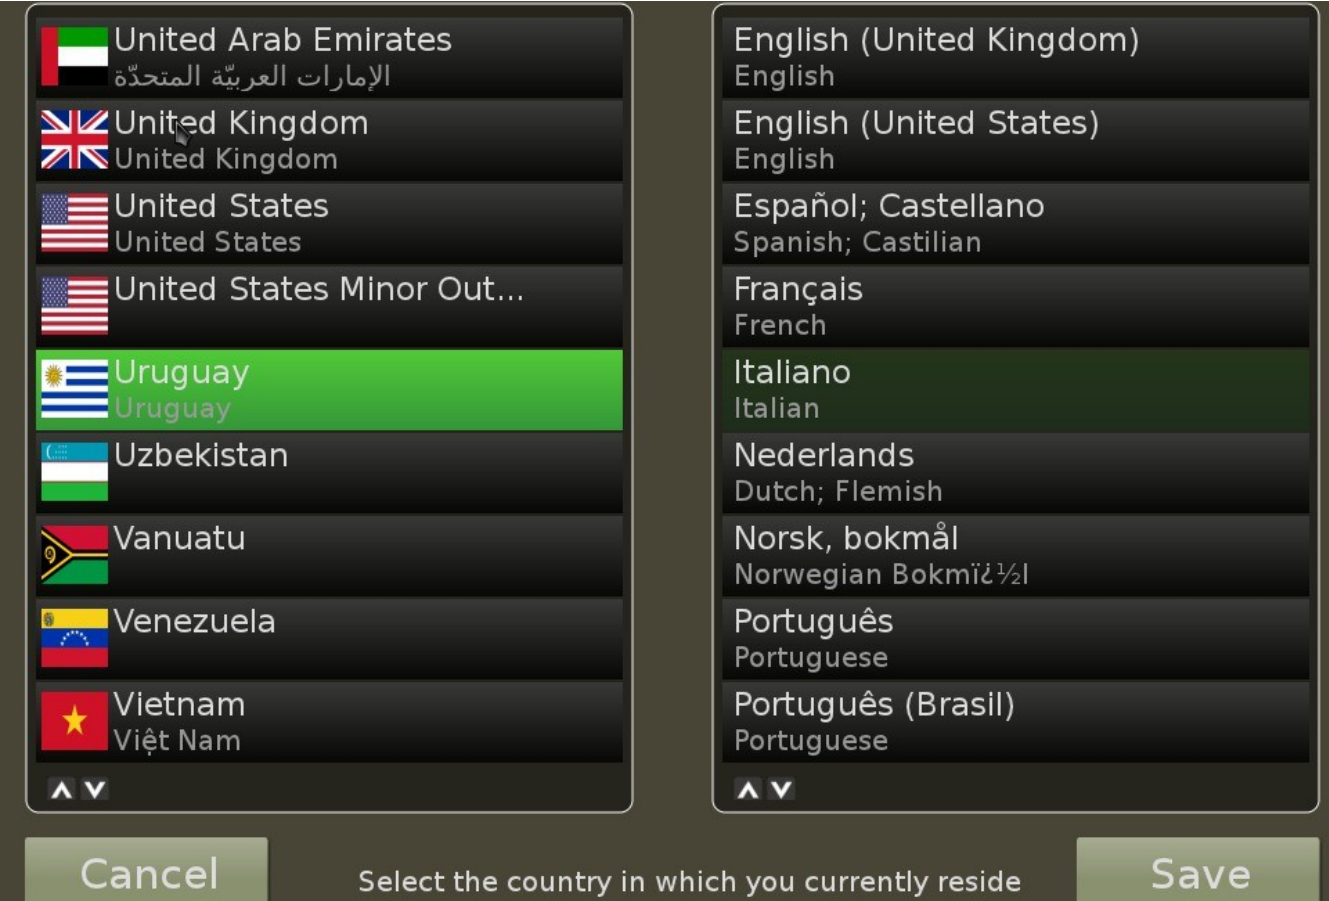 United Arab Emirates
الإمارات العربيّة المتحدّة
United Kingdom
United Kingdom
United States
United States
United States Minor Out...
Uruguay
Uruguay
Uzbekistan
Vanuatu
Venezuela
Vietnam
Việt Nam
English (United Kingdom)
English
English (United States)
English
Español; Castellano
Spanish; Castilian
Français
French
Italiano
Italian
Nederlands
Dutch; Flemish
Norsk, bokmål
Norwegian Bokmï¿½l
Português
Portuguese
Português (Brasil)
Portuguese
Cancel
Select the country in which you currently reside
Save